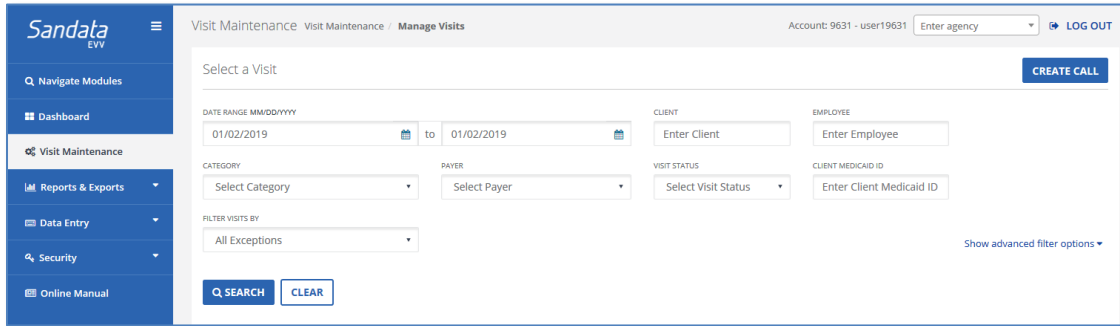 Sandata
EVV
Visit Maintenance Visit Maintenance / Manage Visits
Account: 9631 - user19631 Enter agency LOG OUT
Navigate Modules
Dashboard
Visit Maintenance
Reports & Exports
Data Entry
Security
Online Manual
Select a Visit CREATE CALL
DATE RANGE MM/DD/YYYY CLIENT EMPLOYEE
01/02/2019 to 01/02/2019 Enter Client Enter Employee
CATEGORY PAYER VISIT STATUS CLIENT MEDICAID ID
Select Category Select Payer Select Visit Status Enter Client Medicaid ID
FILTER VISITS BY
All Exceptions Show advanced filter options
SEARCH CLEAR